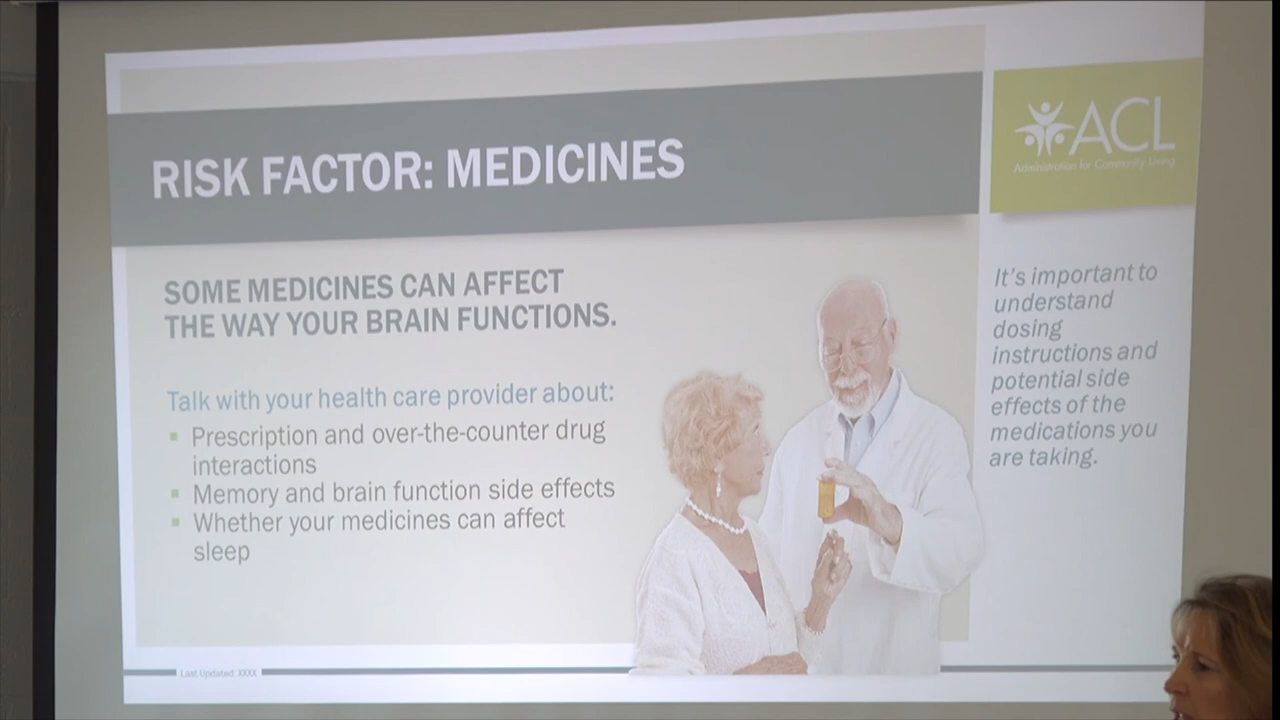 RISK FACTOR: MEDICINES
ACL
Administration for Community Living
SOME MEDICINES CAN AFFECT
THE WAY YOUR BRAIN FUNCTIONS.
Talk with your health care provider about:
▪ Prescription and over-the-counter drug
interactions
▪ Memory and brain function side effects
▪ Whether your medicines can affect
sleep
It's important to
understand
dosing
instructions and
potential side
effects of the
medications you
are taking.
Last Updated: XXXX